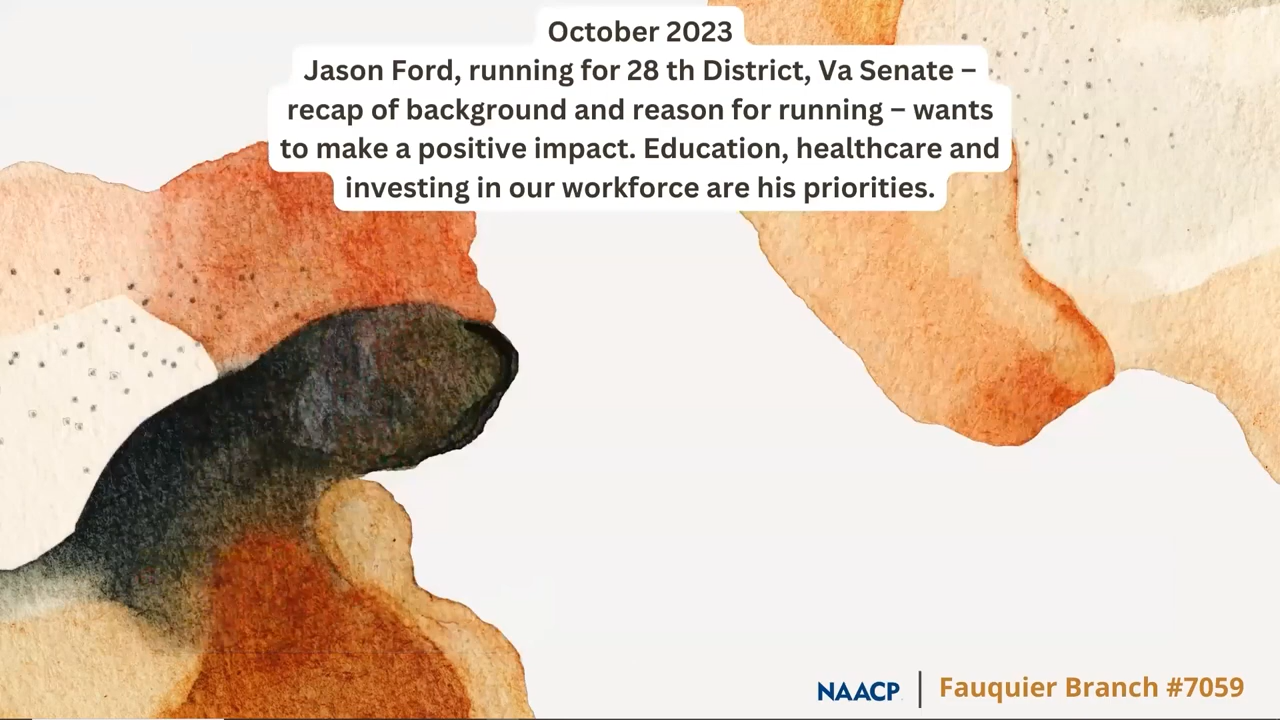 October 2023
Jason Ford, running for 28 th District, Va Senate –
recap of background and reason for running – wants
to make a positive impact. Education, healthcare and
investing in our workforce are his priorities.
NAACP | Fauquier Branch #7059